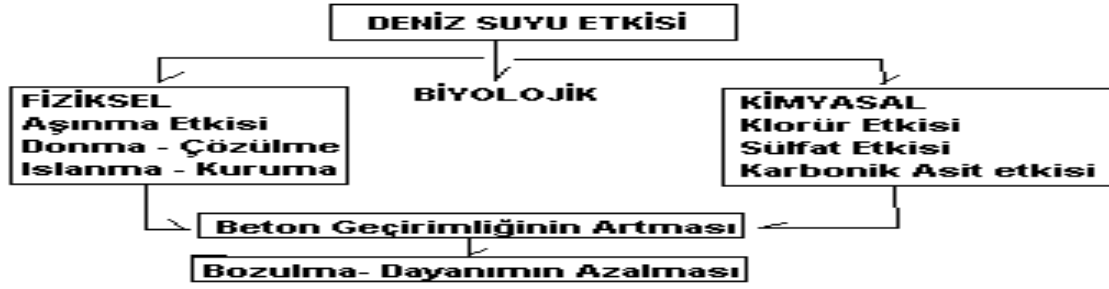 DENİZ SUYU ETKİSİ
FİZİKSEL
Aşınma Etkisi
Donma - Çözülme
Islanma - Kuruma
BİYOLOJİK
KİMYASAL
Klorür Etkisi
Sülfat Etkisi
Karbonik Asit etkisi
Beton Geçirimliğinin Artması
Bozulma- Dayanımın Azalması